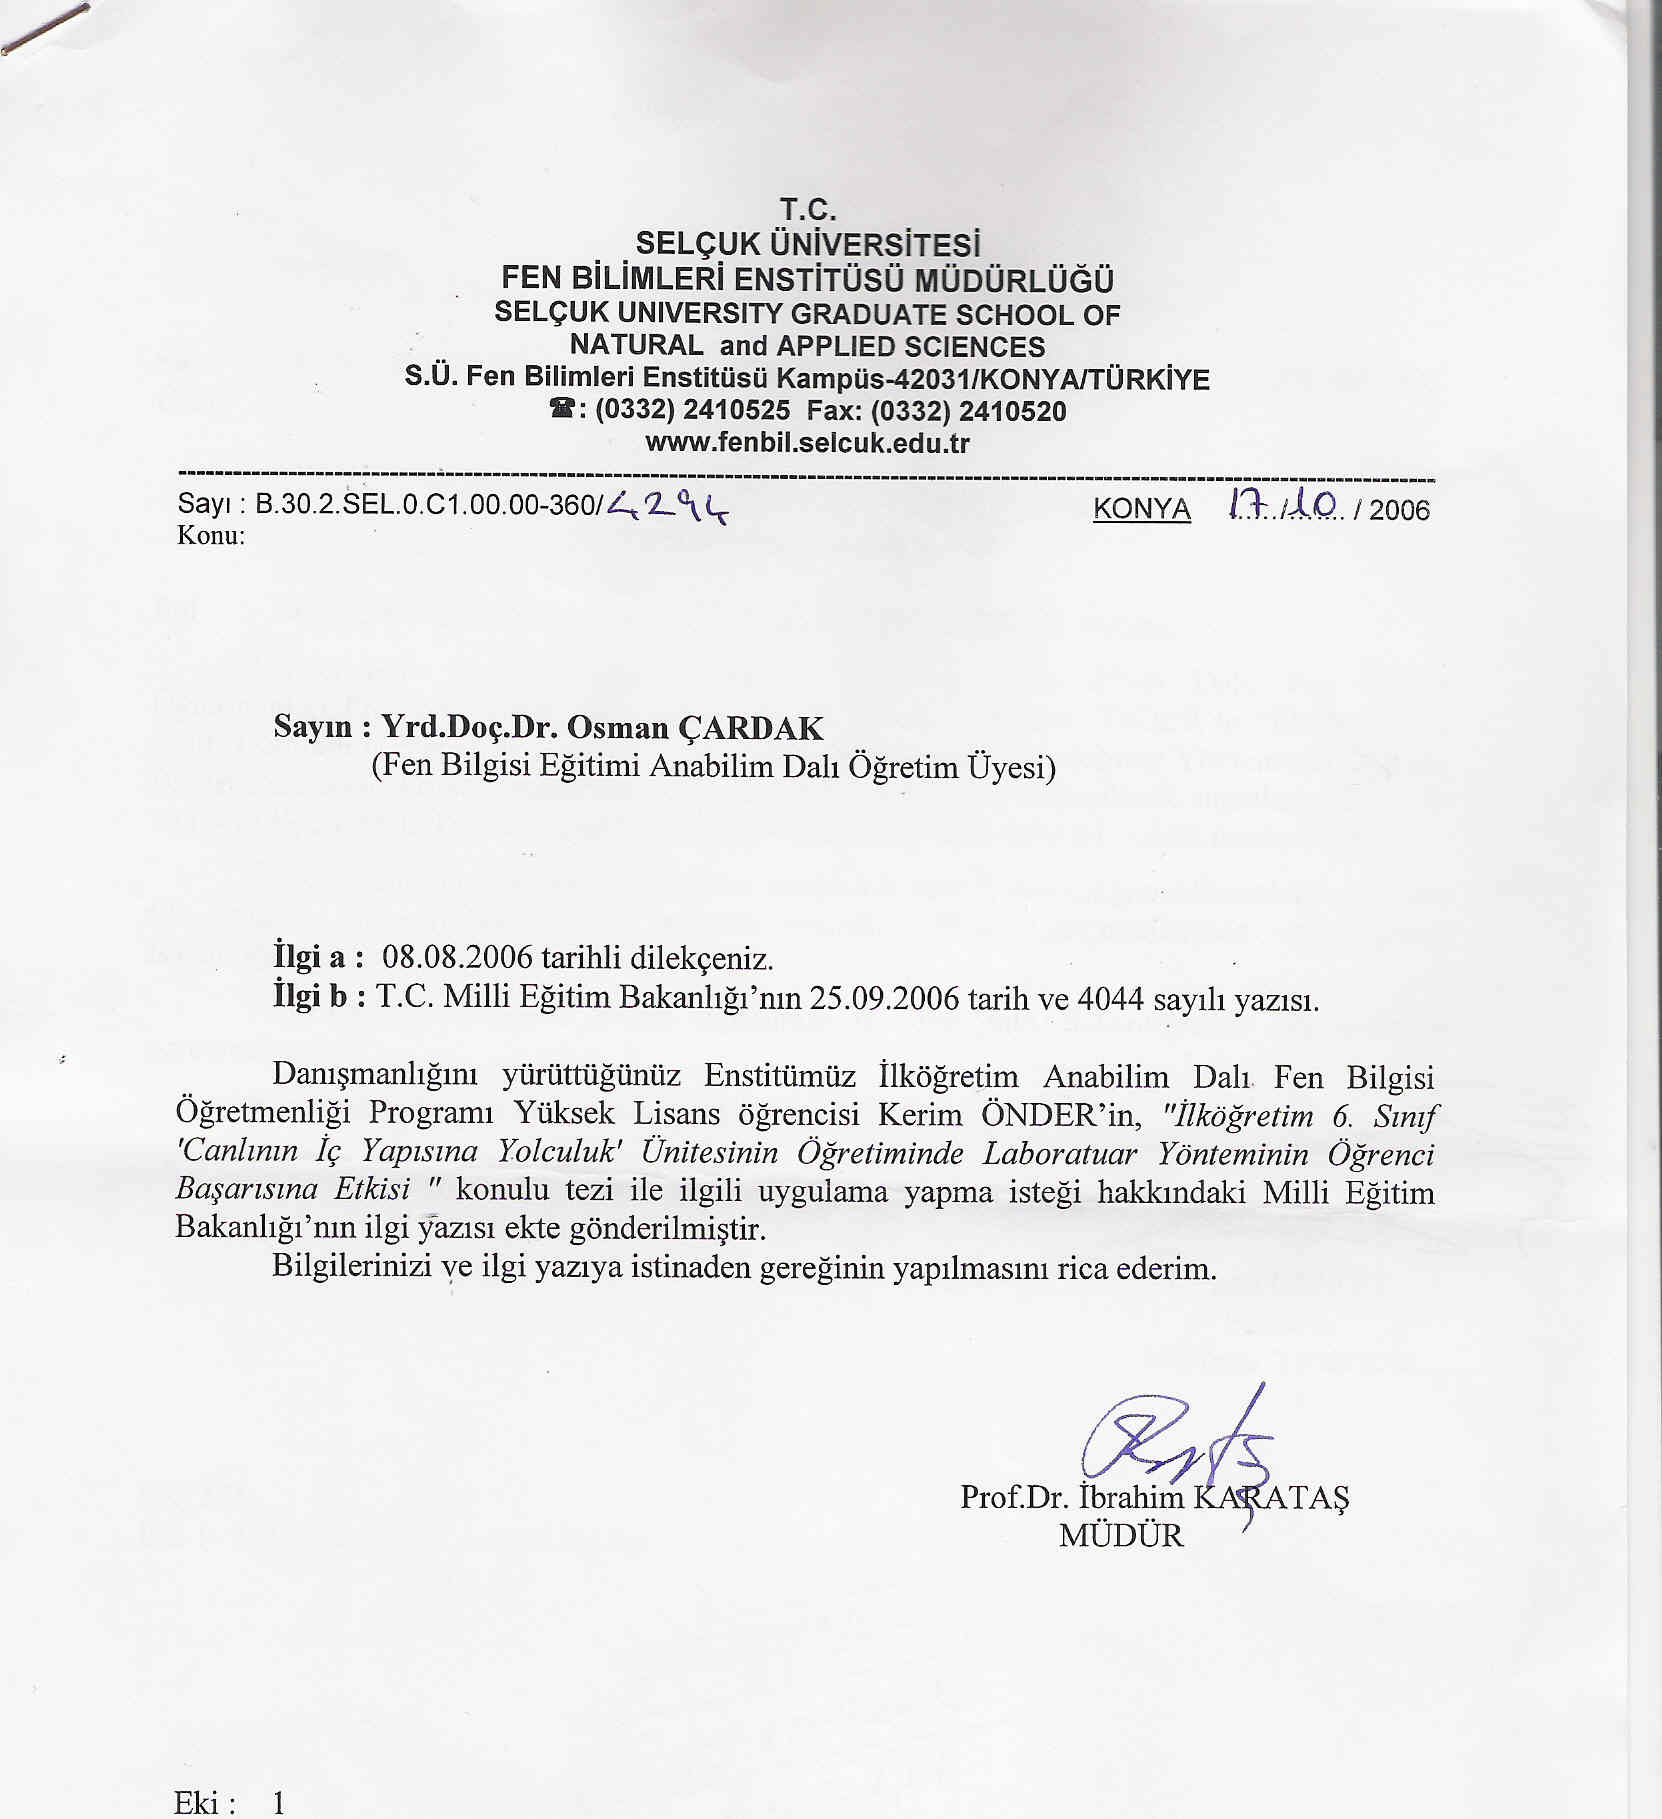 T.C.
SELÇUK ÜNİVERSİTESİ
FEN BİLİMLERİ ENSTİTÜSÜ MÜDÜRLÜĞÜ
SELÇUK UNIVERSITY GRADUATE SCHOOL OF
NATURAL and APPLIED SCIENCES
S.Ü. Fen Bilimleri Enstitüsü Kampüs-42031/KONYA/TÜRKİYE
☎: (0332) 2410525 Fax: (0332) 2410520
www.fenbil.selcuk.edu.tr
Sayı : B.30.2.SEL.0.C1.00.00-360/4294 KONYA 17./10.. / 2006
Konu:
Sayın : Yrd.Doç.Dr. Osman ÇARDAK
(Fen Bilgisi Eğitimi Anabilim Dalı Öğretim Üyesi)
İlgi a : 08.08.2006 tarihli dilekçeniz.
İlgi b : T.C. Milli Eğitim Bakanlığı’nın 25.09.2006 tarih ve 4044 sayılı yazısı.
Danışmanlığını yürüttüğünüz Enstitümüz İlköğretim Anabilim Dalı Fen Bilgisi
Öğretmenliği Programı Yüksek Lisans öğrencisi Kerim ÖNDER’in, "İlköğretim 6. Sınıf
'Canlının İç Yapısına Yolculuk' Ünitesinin Öğretiminde Laboratuar Yönteminin Öğrenci
Başarısına Etkisi " konulu tezi ile ilgili uygulama yapma isteği hakkındaki Milli Eğitim
Bakanlığı’nın ilgi yazısı ekte gönderilmiştir.
Bilgilerinizi ve ilgi yazıya istinaden gereğinin yapılmasını rica ederim.
Prof.Dr. İbrahim KARATAŞ
MÜDÜR
Eki : 1